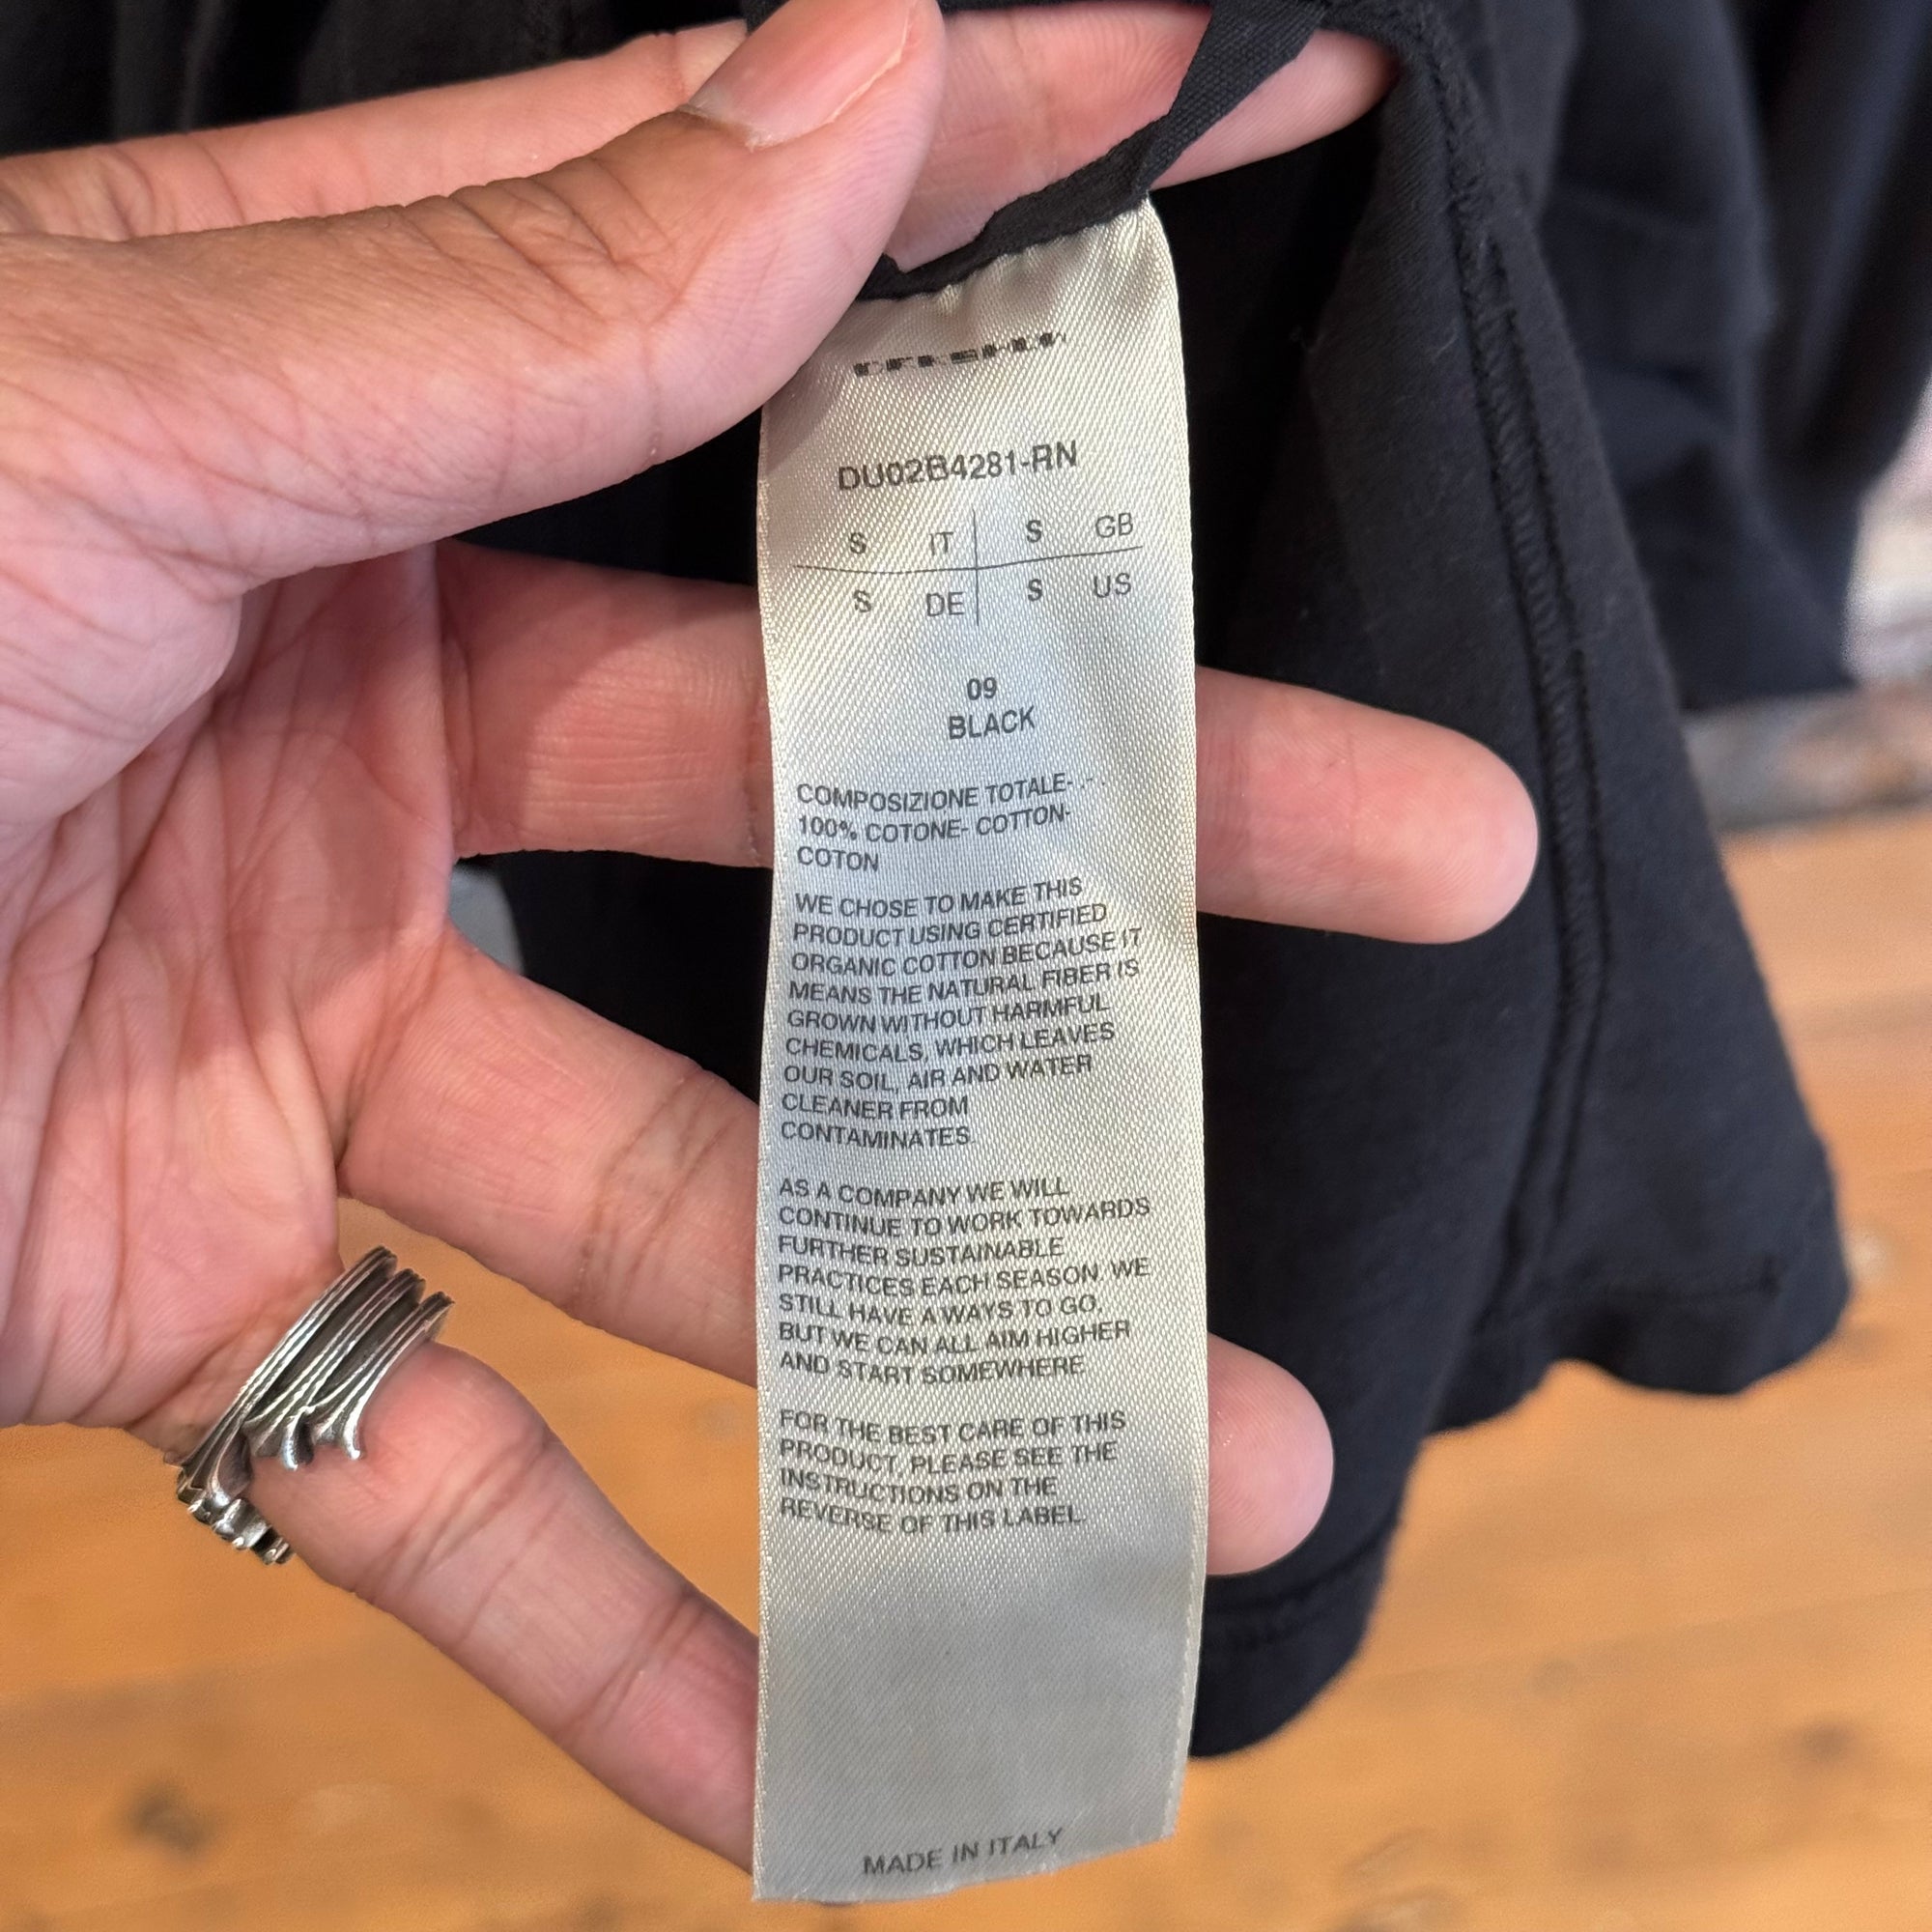 DU02B4281-RN
S IT S GB
S DE S US
09
BLACK
COMPOSIZIONE TOTALE- .-
100% COTONE- COTTON-
COTON
WE CHOSE TO MAKE THIS
PRODUCT USING CERTIFIED
ORGANIC COTTON BECAUSE IT
MEANS THE NATURAL FIBER IS
GROWN WITHOUT HARMFUL
CHEMICALS, WHICH LEAVES
OUR SOIL, AIR AND WATER
CLEANER FROM
CONTAMINATES.
AS A COMPANY WE WILL
CONTINUE TO WORK TOWARDS
FURTHER SUSTAINABLE
PRACTICES EACH SEASON. WE
STILL HAVE A WAYS TO GO,
BUT WE CAN ALL AIM HIGHER
AND START SOMEWHERE
FOR THE BEST CARE OF THIS
PRODUCT, PLEASE SEE THE
INSTRUCTIONS ON THE
REVERSE OF THIS LABEL.
MADE IN ITALY